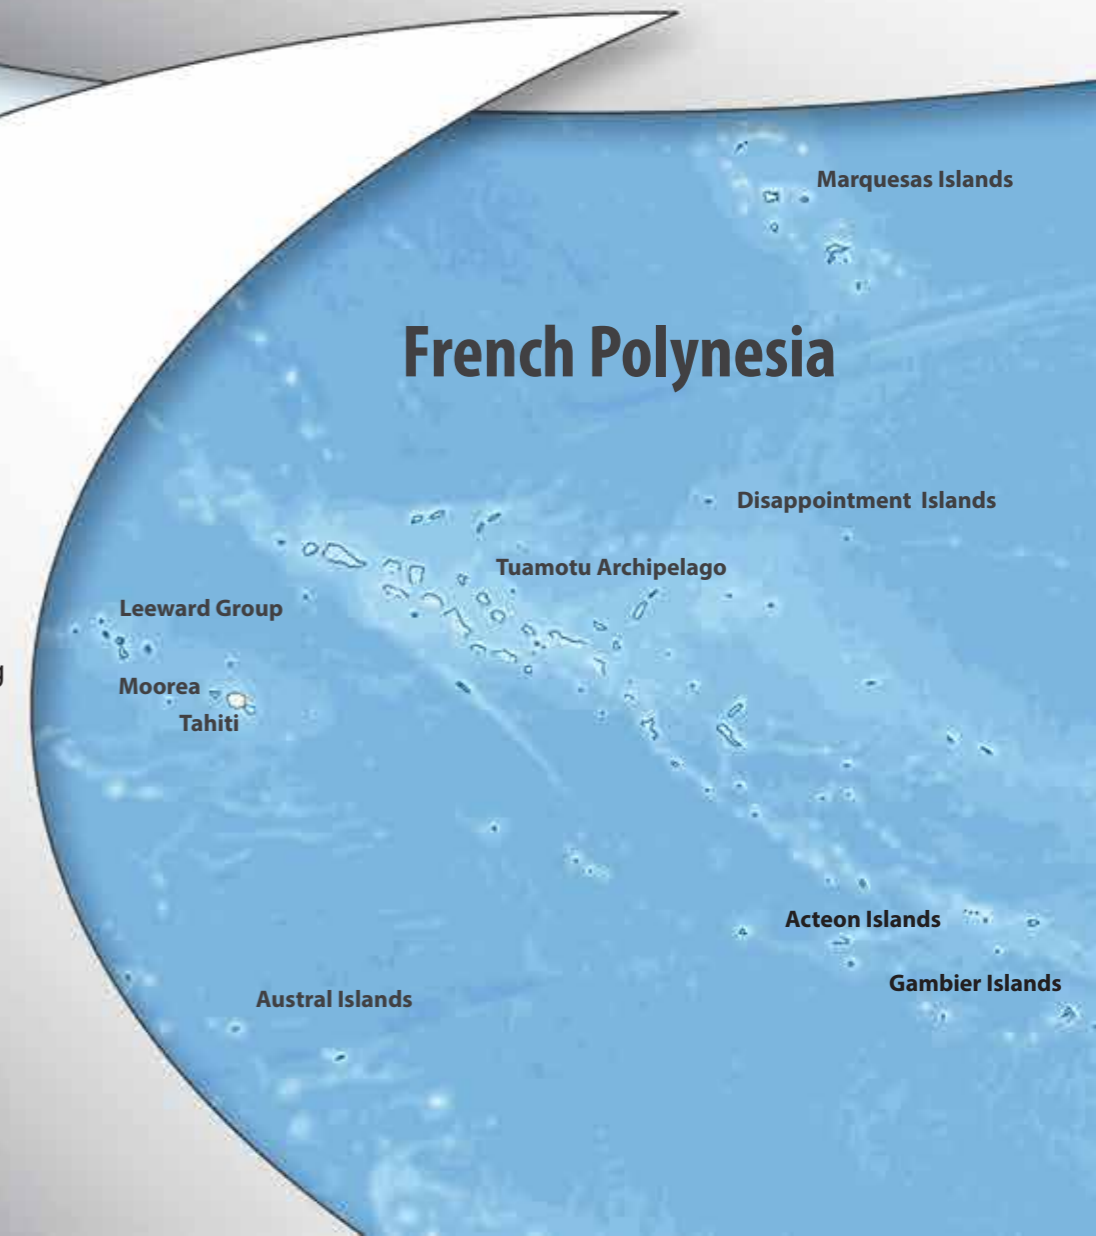 Marquesas Islands
French Polynesia
Disappointment Islands
Tuamotu Archipelago
Leeward Group
Moorea
Tahiti
Acteon Islands
Gambier Islands
Austral Islands